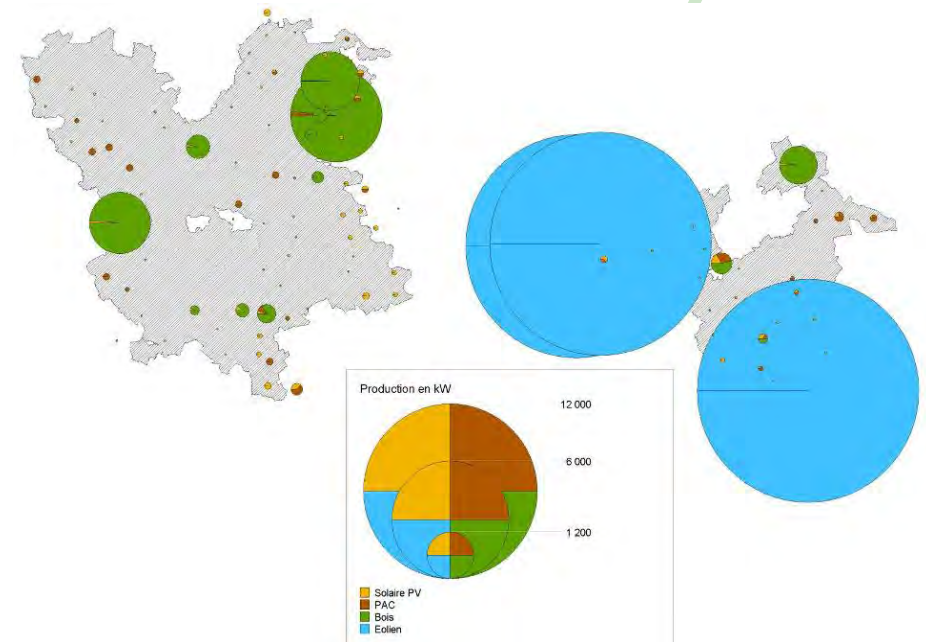 Production en kW
12 000
6 000
1 200
Solaire PV
PAC
Bois
Eolien